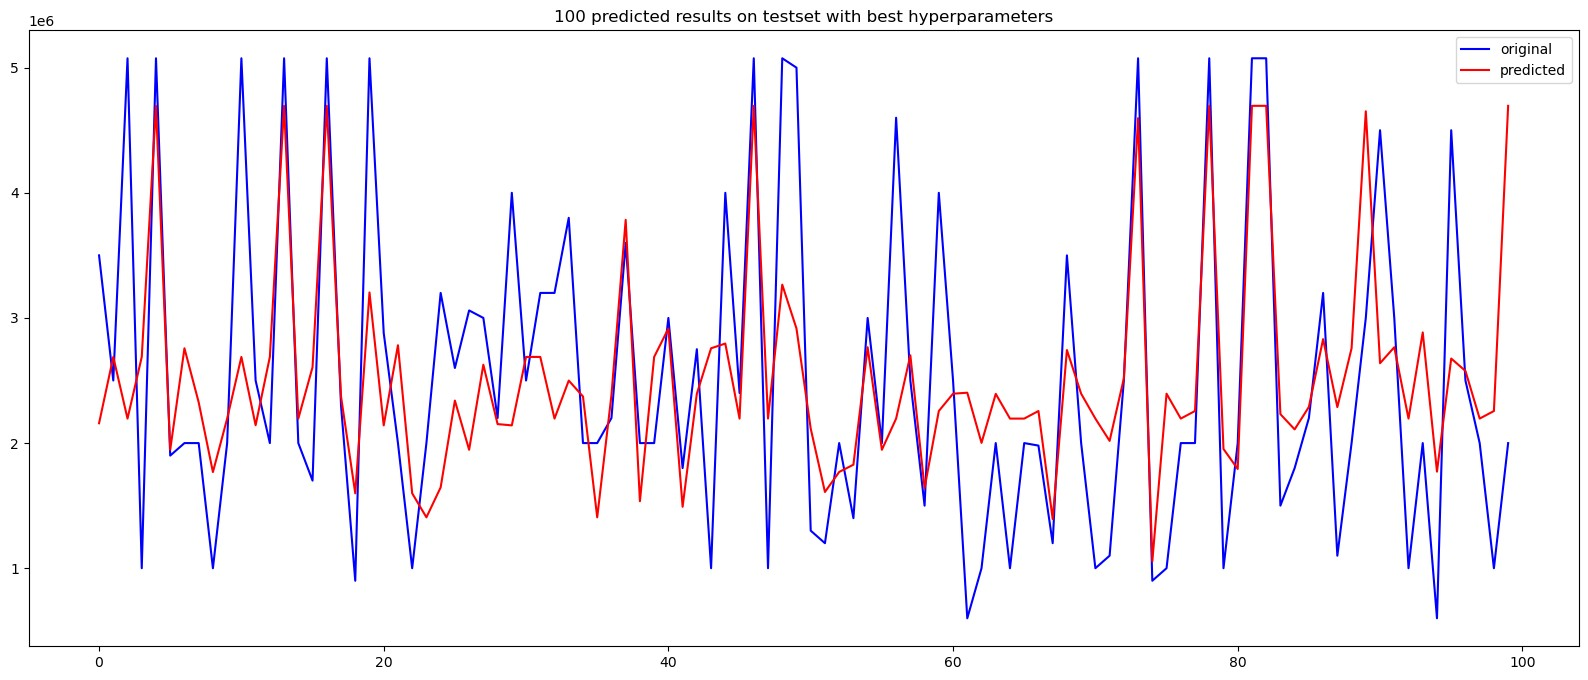 100 predicted results on testset with best hyperparameters
1e6
original
predicted
5
4
3
2
1
0 20 40 60 80 100